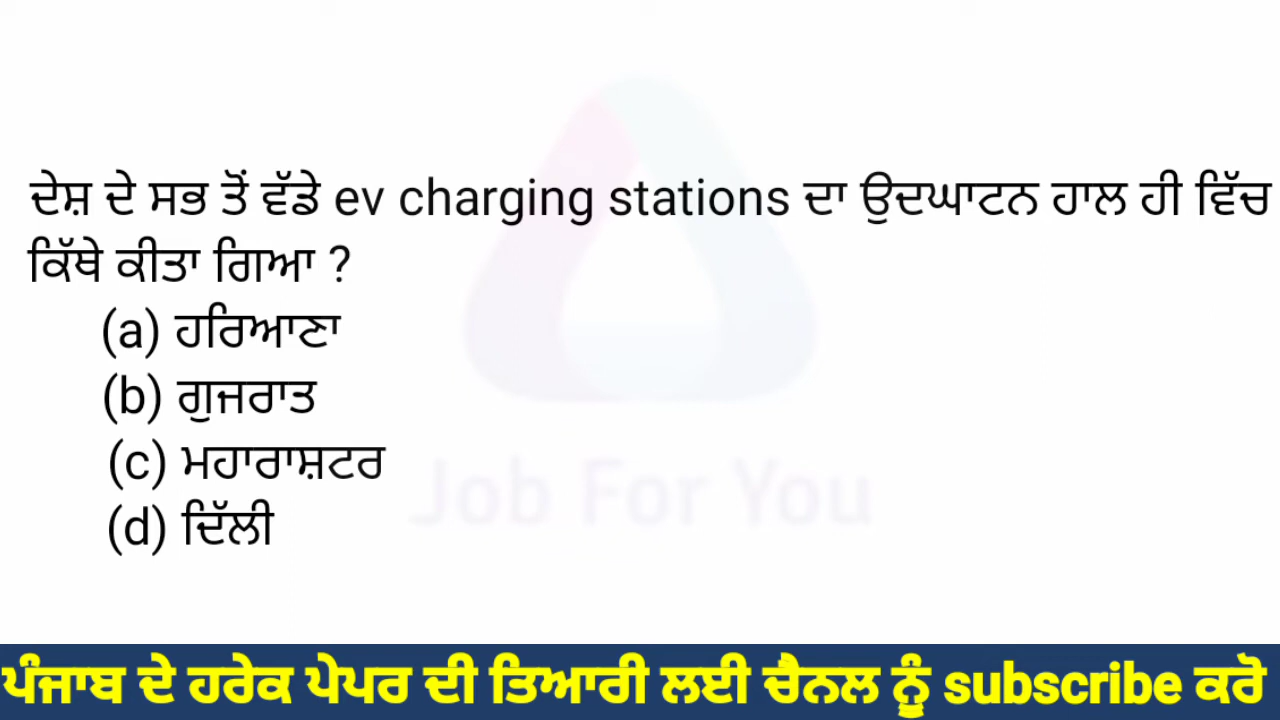 ਦੇਸ਼ ਦੇ ਸਭ ਤੋਂ ਵੱਡੇ ev charging stations ਦਾ ਉਦਘਾਟਨ ਹਾਲ ਹੀ ਵਿੱਚ
ਕਿੱਥੇ ਕੀਤਾ ਗਿਆ ?
(a) ਹਰਿਆਣਾ
(b) ਗੁਜਰਾਤ
(c) ਮਹਾਰਾਸ਼ਟਰ
(d) ਦਿੱਲੀ
Job For You
ਪੰਜਾਬ ਦੇ ਹਰੇਕ ਪੇਪਰ ਦੀ ਤਿਆਰੀ ਲਈ ਚੈਨਲ ਨੂੰ subscribe ਕਰੋ